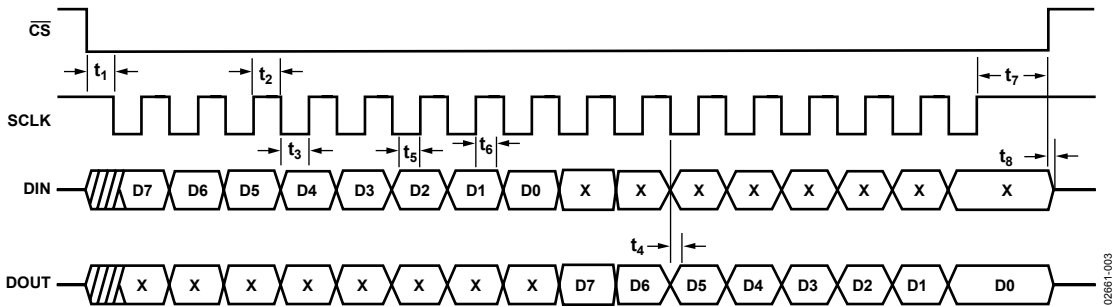 CS
t1
t2
t7
SCLK
t3
t5
t6
t8
DIN
D7 D6 D5 D4 D3 D2 D1 D0 X X X X X X X X
t4
DOUT
X X X X X X X X D7 D6 D5 D4 D3 D2 D1 D0
02661-003